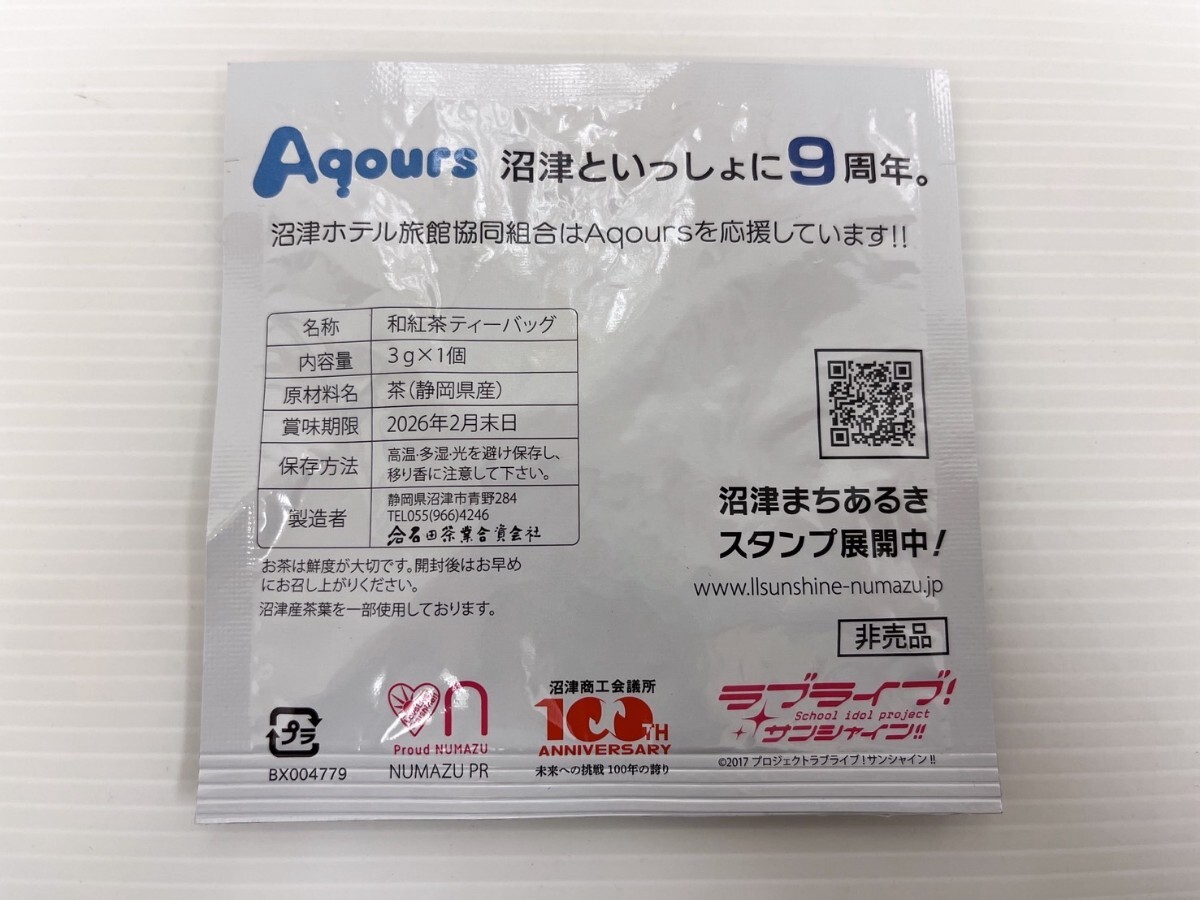 Aqours 沼津といっしょに9周年。
沼津ホテル旅館協同組合はAqoursを応援しています!!
名称 和紅茶ティーバッグ
内容量 3g×1個
原材料名 茶(静岡県産)
賞味期限 2026年2月末日
保存方法 高温・多湿・光を避け保存し、
移り香に注意して下さい。
製造者 静岡県沼津市青野284
TEL055(966)4246
石田茶業合資会社
お茶は鮮度が大切です。開封後はお早め
にお召し上がりください。
沼津産茶葉を一部使用しております。
沼津まちあるき
スタンプ展開中!
www.llsunshine-numazu.jp
非売品
プラ
BX004779
Proud NUMAZU
NUMAZU PR
沼津商工会議所
100TH
ANNIVERSARY
未来への挑戦 100年の誇り
ラブライブ!
School idol project
サンシャイン!!
©2017 プロジェクトラブライブ!サンシャイン!!